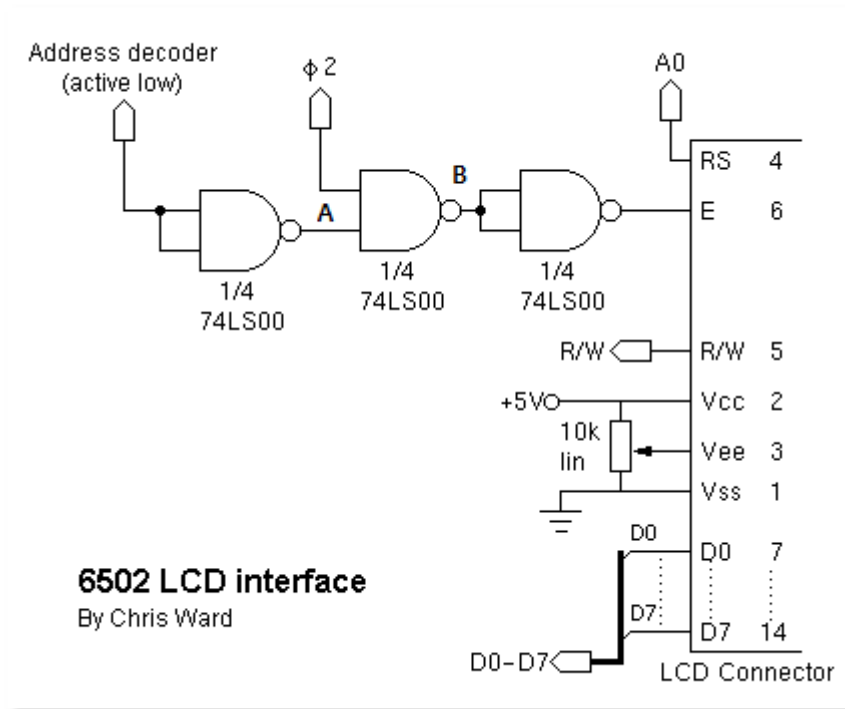 Address decoder
(active low)
ϕ2
A0
RS 4
B
A
E 6
1/4
74LS00
1/4
74LS00
1/4
74LS00
R/W
R/W 5
+5V
Vcc 2
10k
lin
Vee 3
Vss 1
D0
D0 7
6502 LCD interface
By Chris Ward
D7
D7 14
D0-D7
LCD Connector